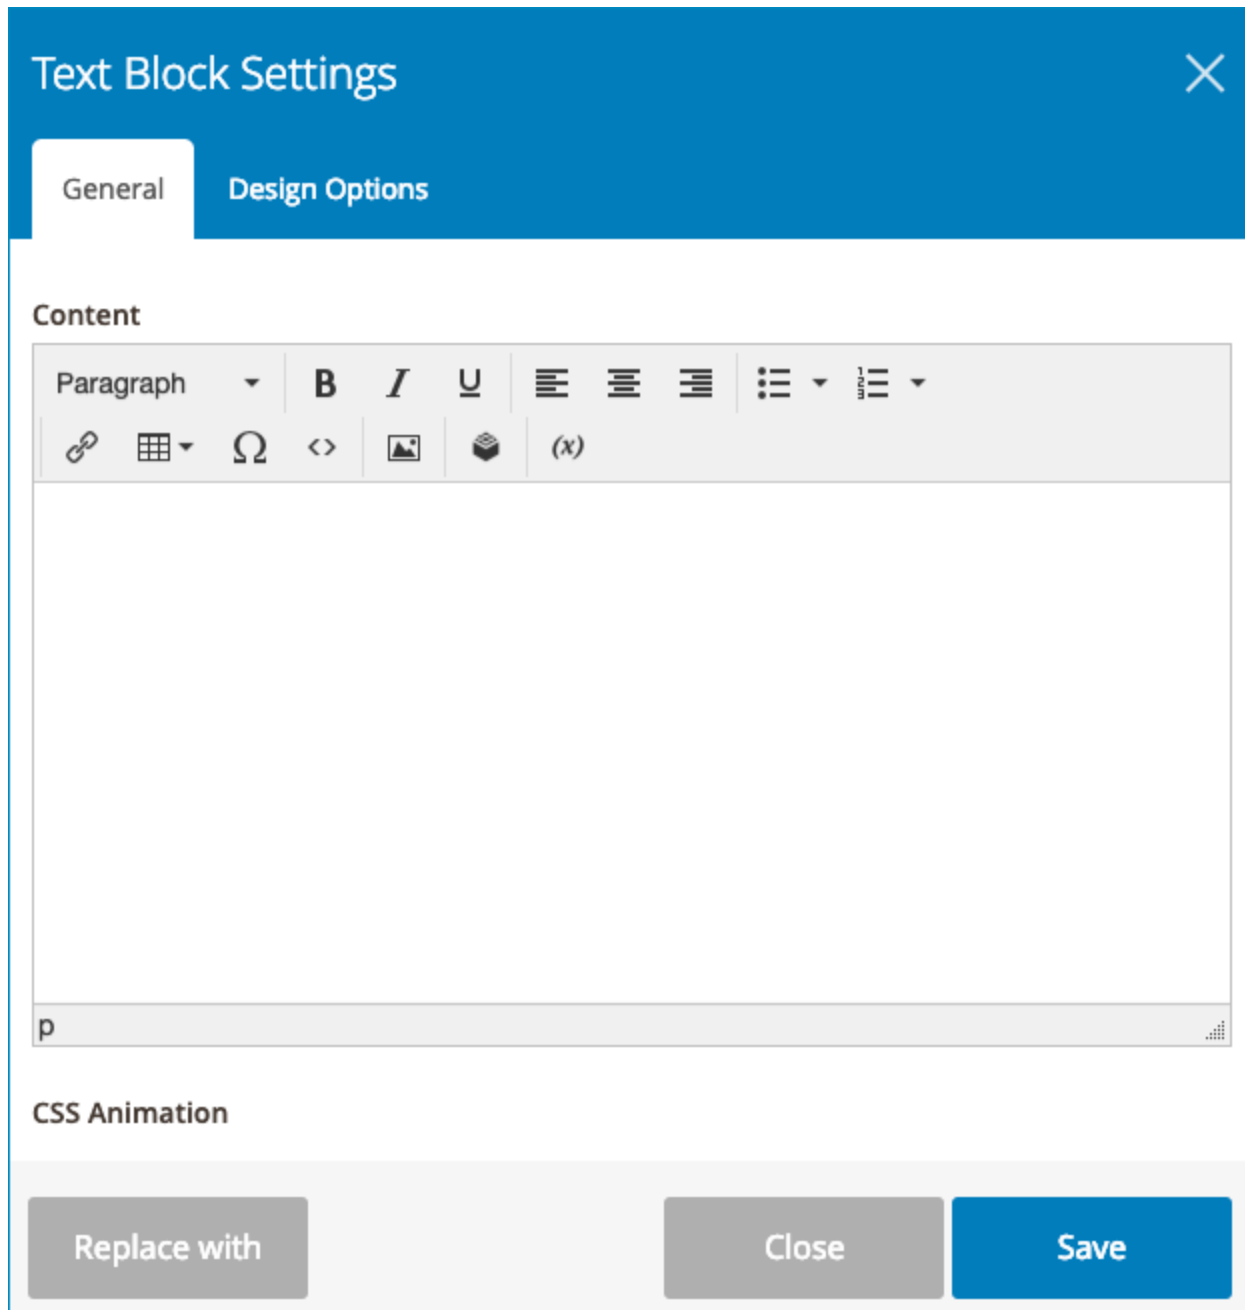 Text Block Settings
General Design Options
Content
Paragraph B I U
Ω <> (x)
p
CSS Animation
Replace with Close Save